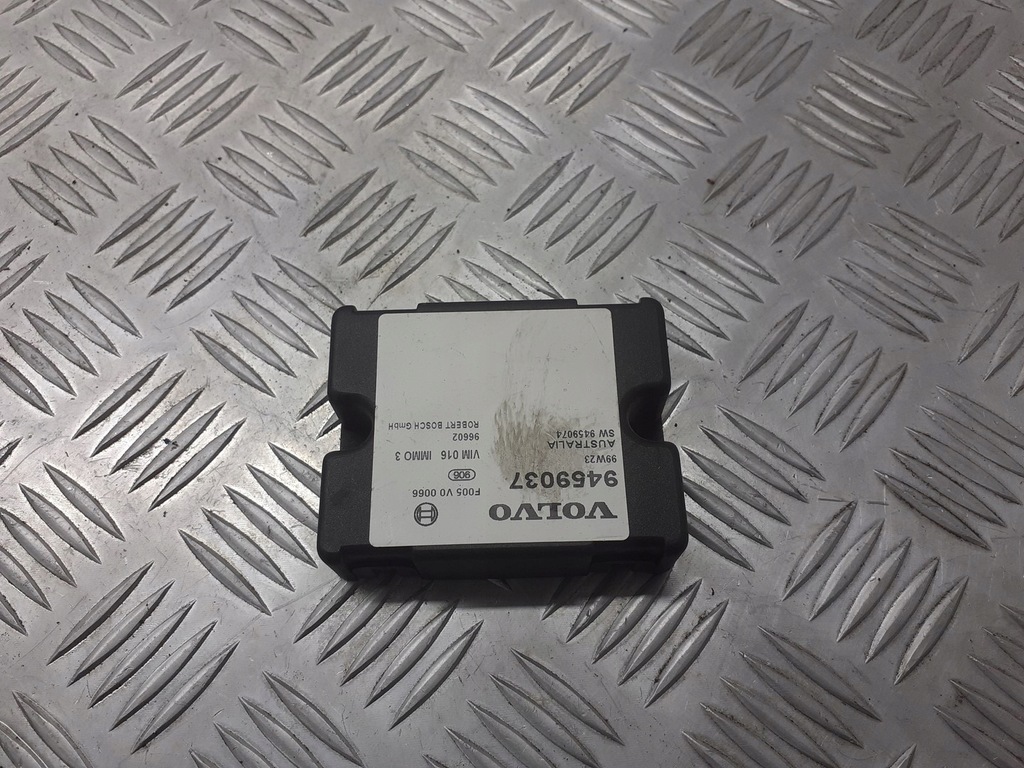 VOLVO
9459037
99W23
AUSTRALIA
SW 9459074
F005 V0 0066
906
VIM 016 IMMO 3
96602
ROBERT BOSCH GmbH